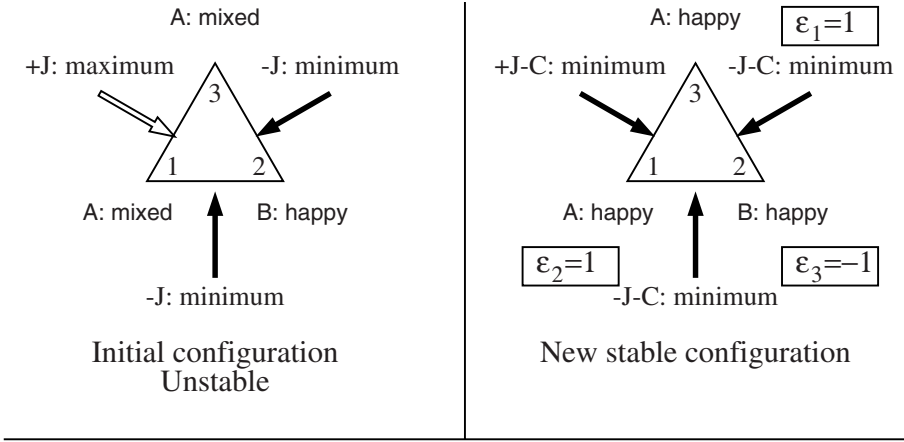 A: mixed
+J: maximum
-J: minimum
3
1
2
A: mixed
B: happy
-J: minimum
Initial configuration
Unstable
A: happy
ε₁=1
+J-C: minimum
-J-C: minimum
3
1
2
A: happy
B: happy
ε₂=1
ε₃=−1
-J-C: minimum
New stable configuration